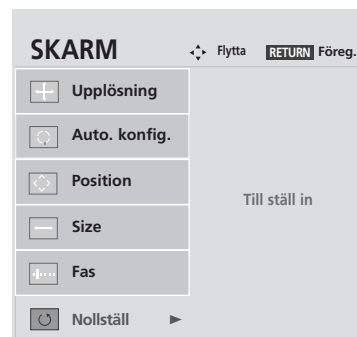 SKARM Flytta RETURN Föreg.
Upplösning
Auto. konfig.
Position
Till ställ in
Size
Fas
Nollställ